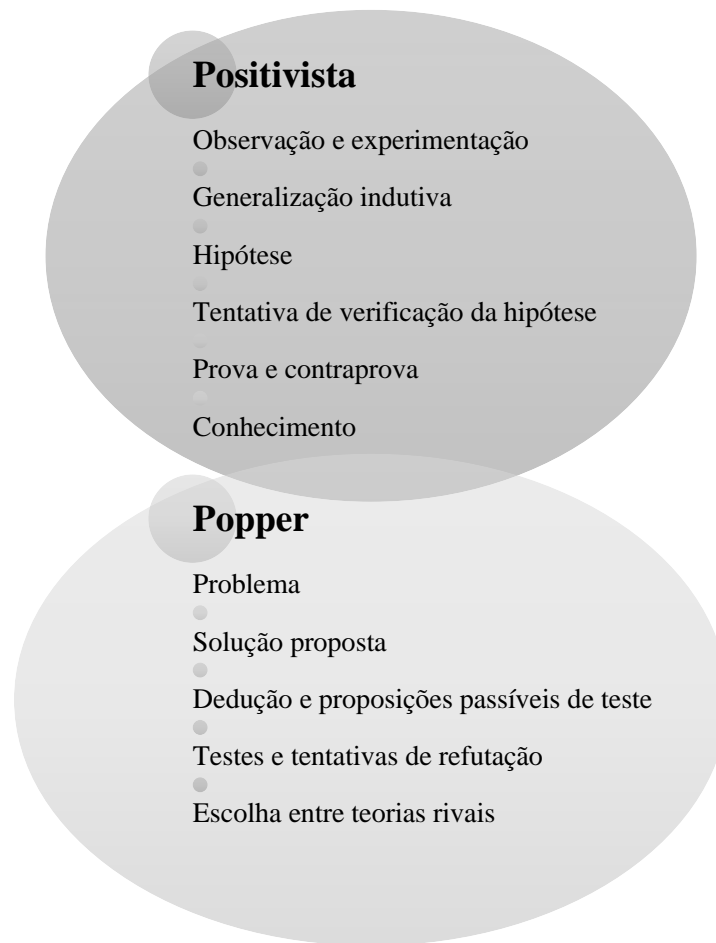 Positivista
Observação e experimentação
Generalização indutiva
Hipótese
Tentativa de verificação da hipótese
Prova e contraprova
Conhecimento
Popper
Problema
Solução proposta
Dedução e proposições passíveis de teste
Testes e tentativas de refutação
Escolha entre teorias rivais